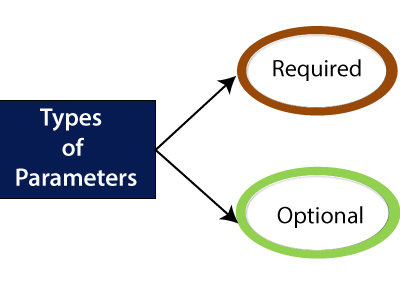 Types
of
Parameters
Required
Optional